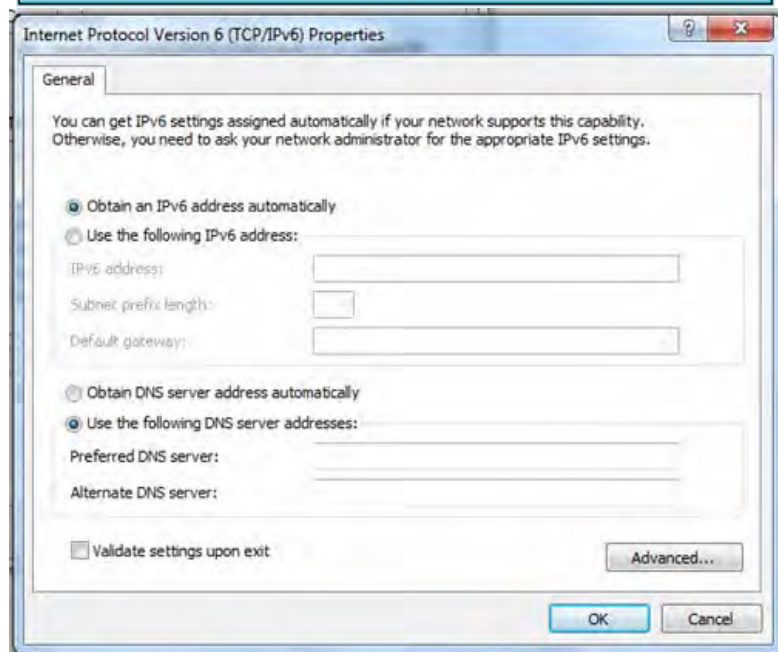 Internet Protocol Version 6 (TCP/IPv6) Properties
General
You can get IPv6 settings assigned automatically if your network supports this capability.
Otherwise, you need to ask your network administrator for the appropriate IPv6 settings.
Obtain an IPv6 address automatically
Use the following IPv6 address:
IPv6 address:
Subnet prefix length:
Default gateway:
Obtain DNS server address automatically
Use the following DNS server addresses:
Preferred DNS server:
Alternate DNS server:
Validate settings upon exit
Advanced...
OK
Cancel